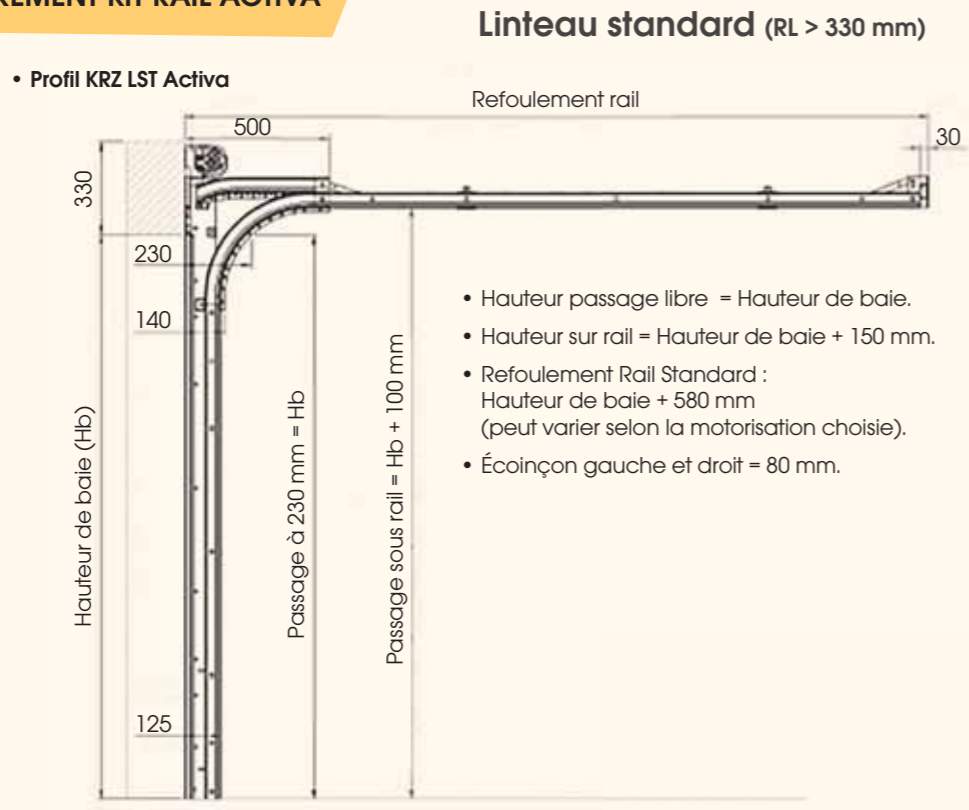 KIT RAIL ACTIVA
Linteau standard (RL > 330 mm)
• Profil KRZ LST Activa
Refoulement rail
500
30
330
230
140
• Hauteur passage libre = Hauteur de baie.
• Hauteur sur rail = Hauteur de baie + 150 mm.
• Refoulement Rail Standard :
Hauteur de baie + 580 mm
(peut varier selon la motorisation choisie).
• Écoinçon gauche et droit = 80 mm.
Hauteur de baie (Hb)
Passage à 230 mm = Hb
Passage sous rail = Hb + 100 mm
125